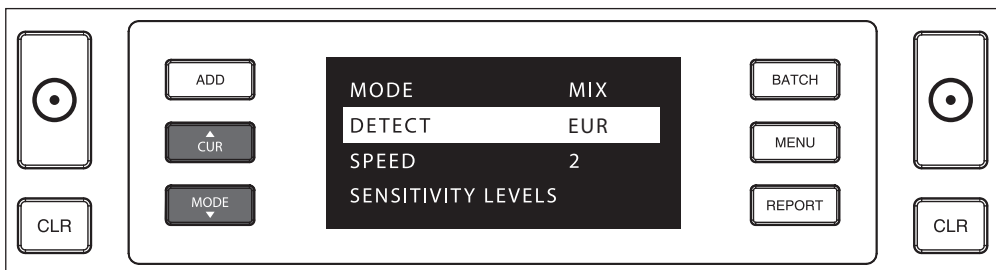 ADD
CUR
MODE
CLR
MODE MIX
DETECT EUR
SPEED 2
SENSITIVITY LEVELS
BATCH
MENU
REPORT
CLR